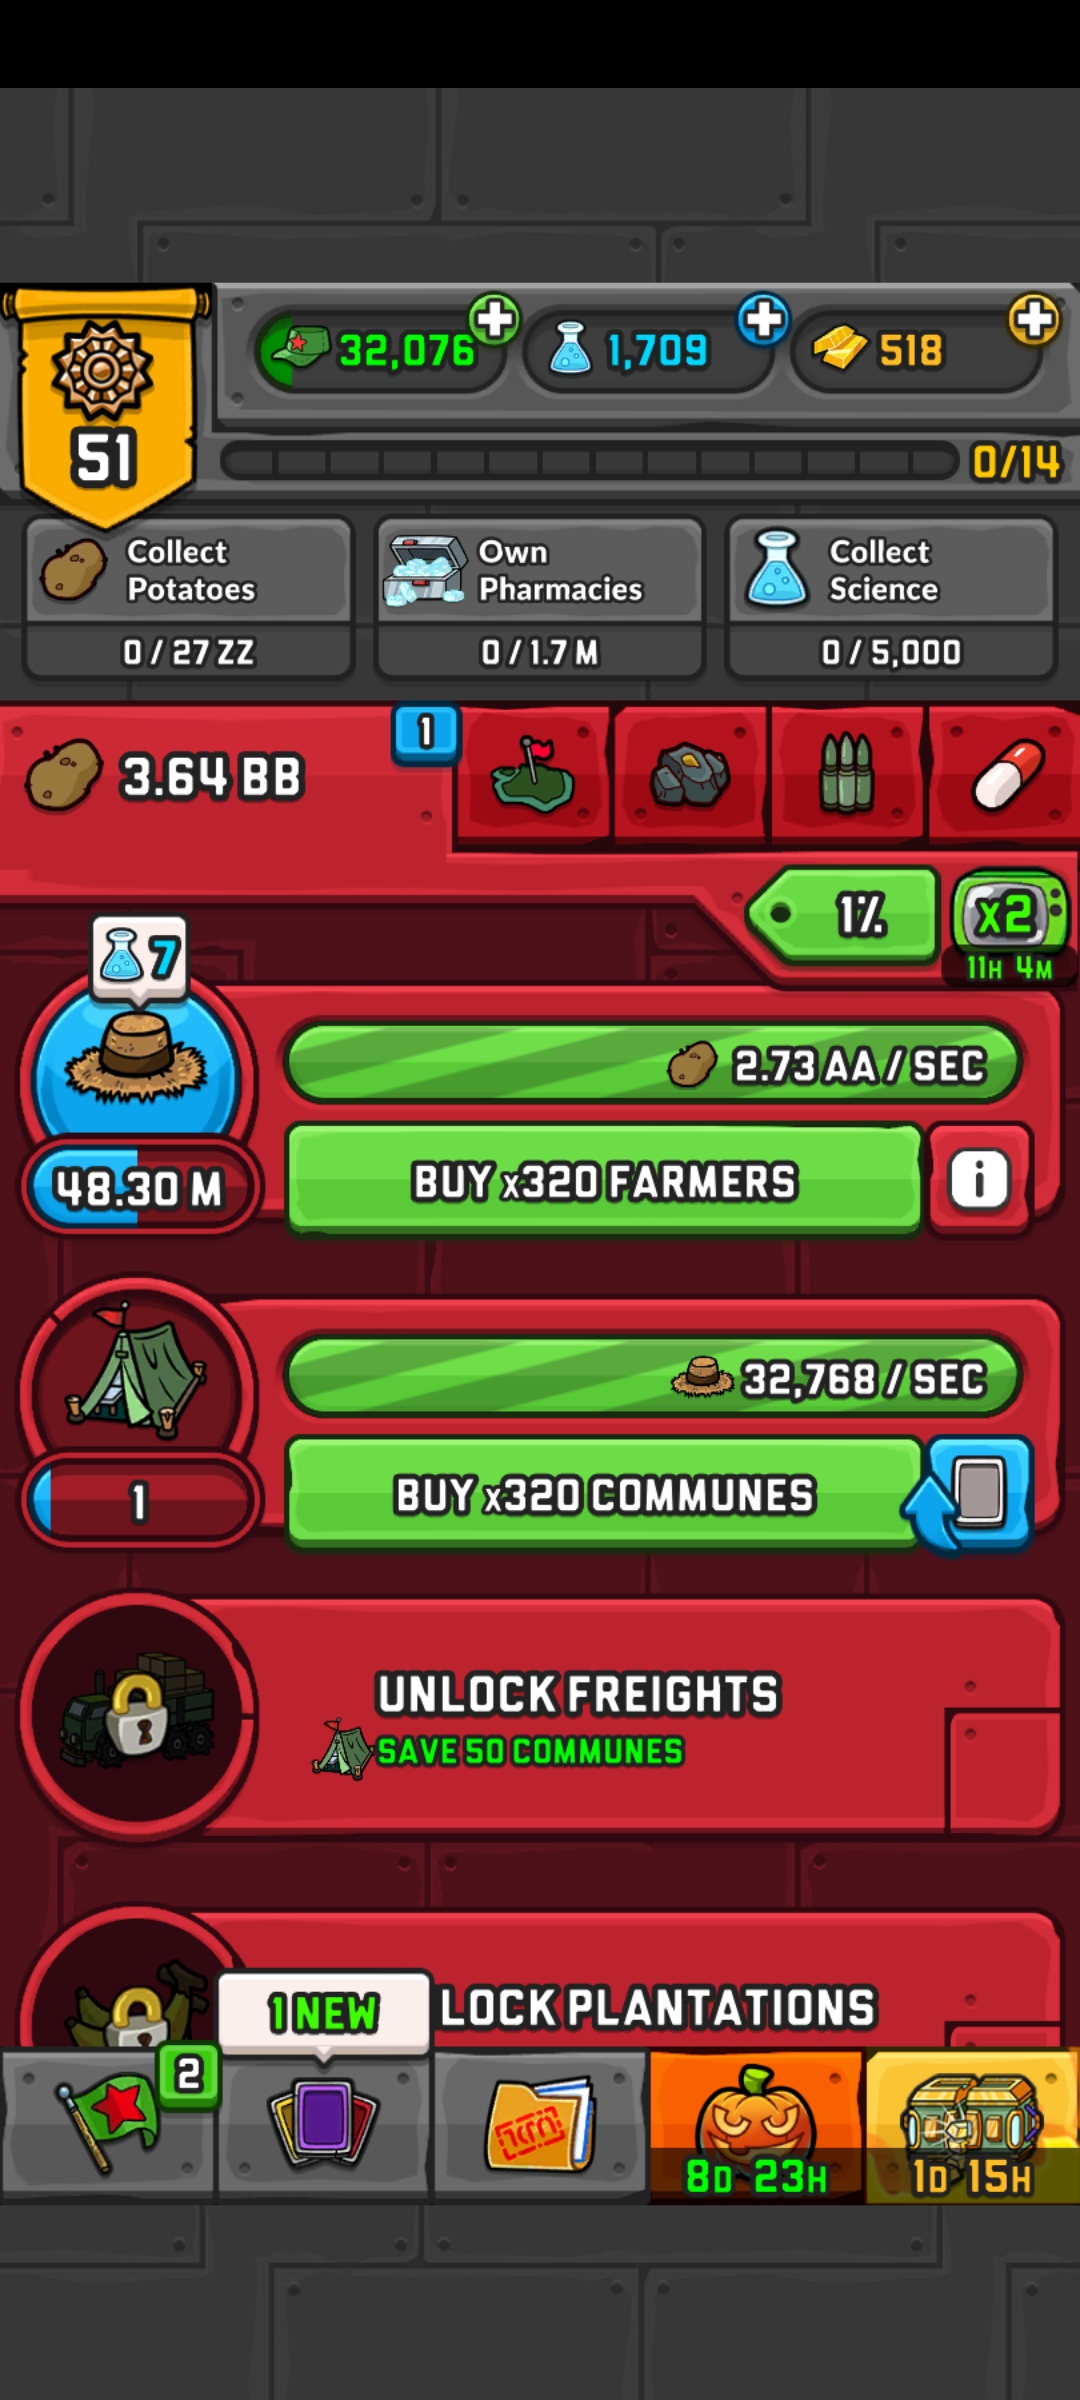 32,076
1,709
518
51
0/14
Collect
Potatoes
0 / 27 ZZ
Own
Pharmacies
0 / 1.7 M
Collect
Science
0 / 5,000
3.64 BB
1
1%
x2
11H 4M
7
2.73 AA / SEC
48.30 M
BUY x320 FARMERS
i
32,768 / SEC
1
BUY x320 COMMUNES
UNLOCK FREIGHTS
SAVE 50 COMMUNES
LOCK PLANTATIONS
1 NEW
2
8D 23H
1D 15H